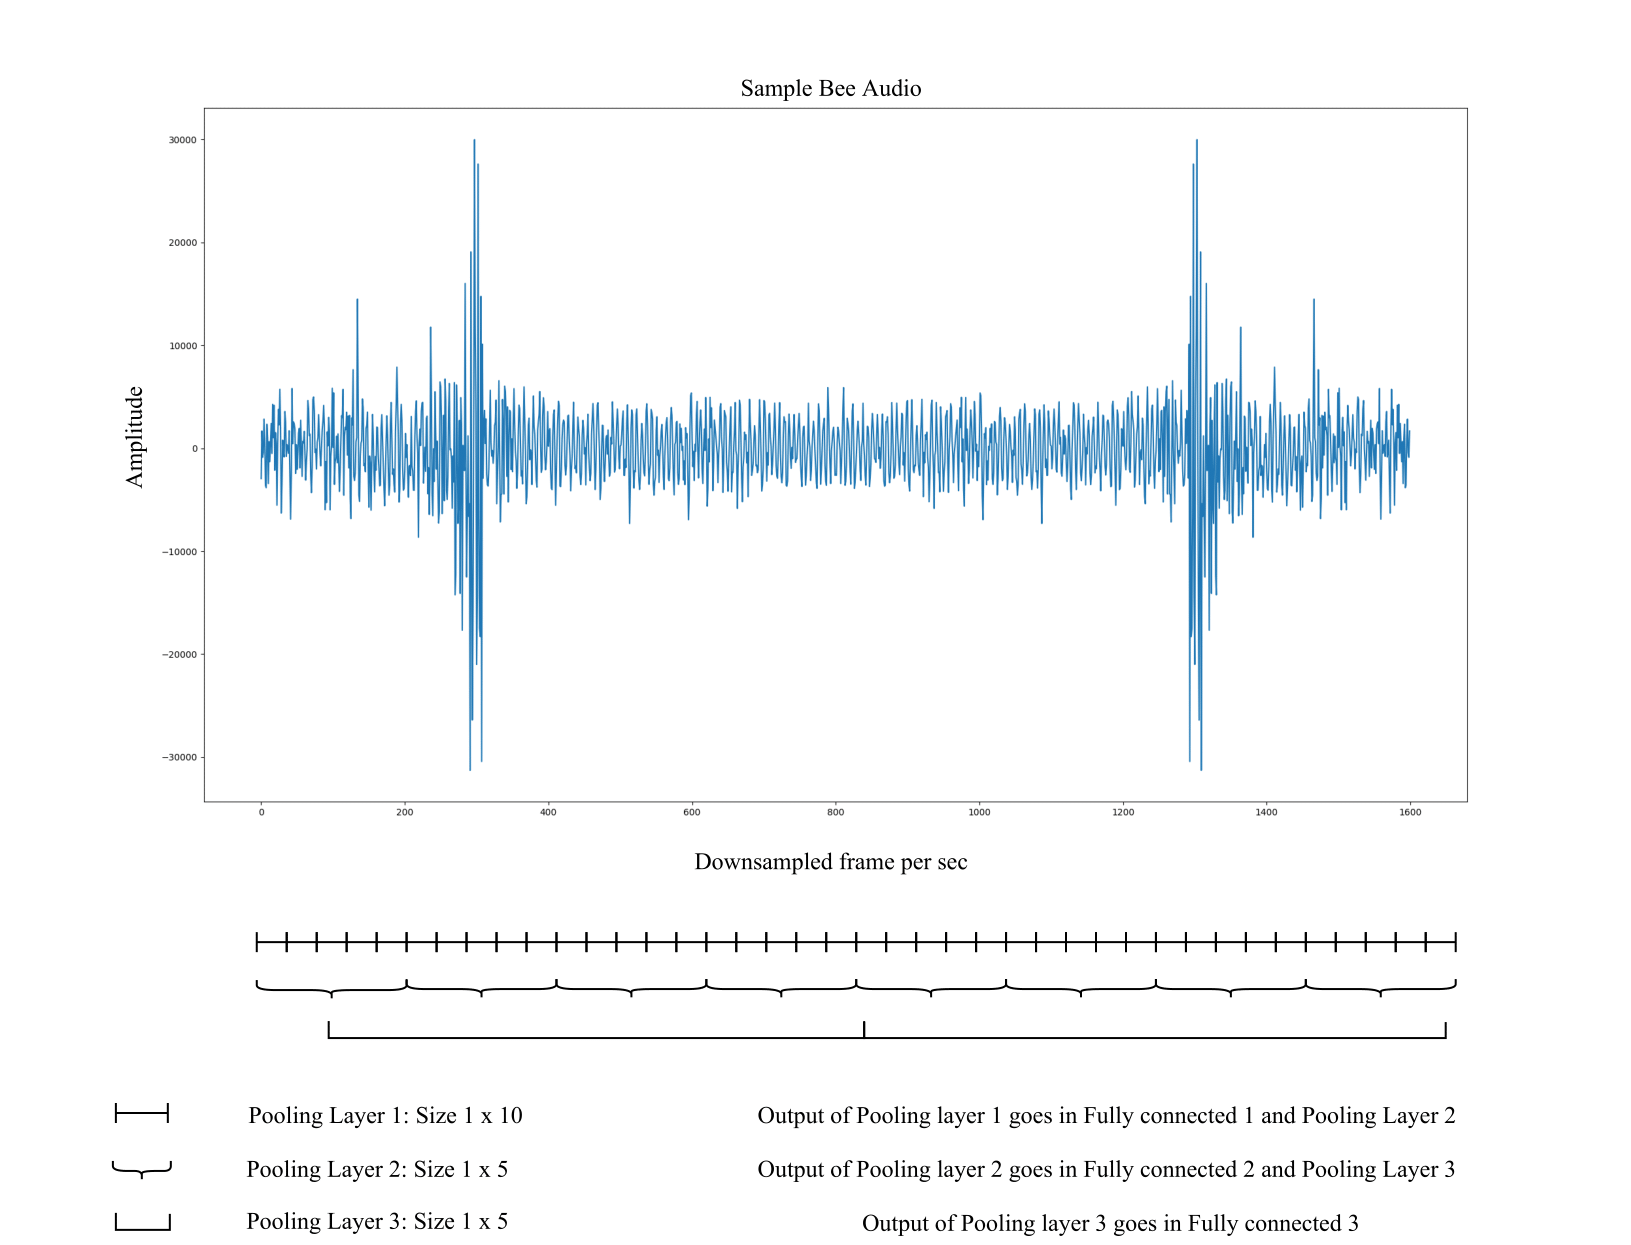 Sample Bee Audio
30000
20000
10000
0
−10000
−20000
−30000
Amplitude
0 200 400 600 800 1000 1200 1400 1600
Downsampled frame per sec
Pooling Layer 1: Size 1 x 10 Output of Pooling layer 1 goes in Fully connected 1 and Pooling Layer 2
Pooling Layer 2: Size 1 x 5 Output of Pooling layer 2 goes in Fully connected 2 and Pooling Layer 3
Pooling Layer 3: Size 1 x 5 Output of Pooling layer 3 goes in Fully connected 3